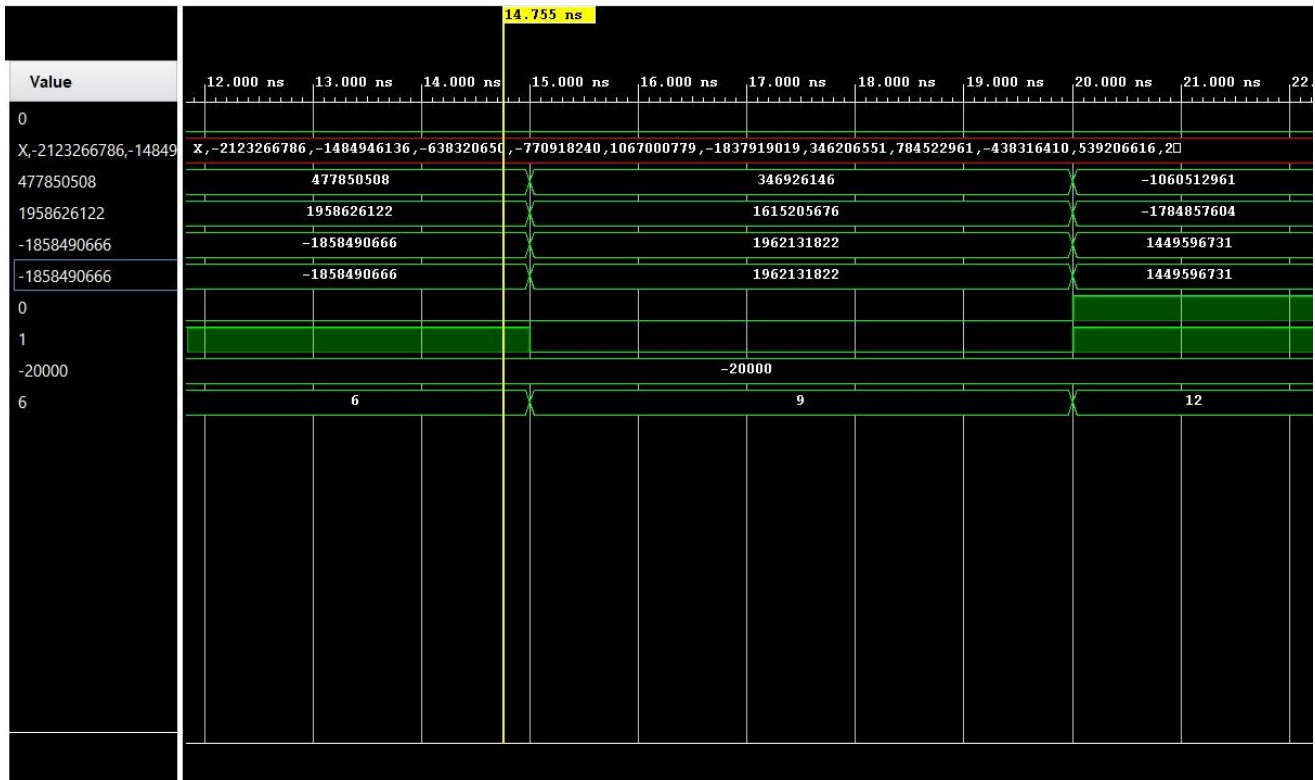 14.755 ns
Value
12.000 ns 13.000 ns 14.000 ns 15.000 ns 16.000 ns 17.000 ns 18.000 ns 19.000 ns 20.000 ns 21.000 ns 22.
0
X,-2123266786,-14849 X,-2123266786,-1484946136,-638320650,-770918240,1067000779,-1837919019,346206551,784522961,-438316410,539206616,2□
477850508 477850508 346926146 -1060512961
1958626122 1958626122 1615205676 -1784857604
-1858490666 -1858490666 1962131822 1449596731
-1858490666 -1858490666 1962131822 1449596731
0
1
-20000 -20000
6 6 9 12